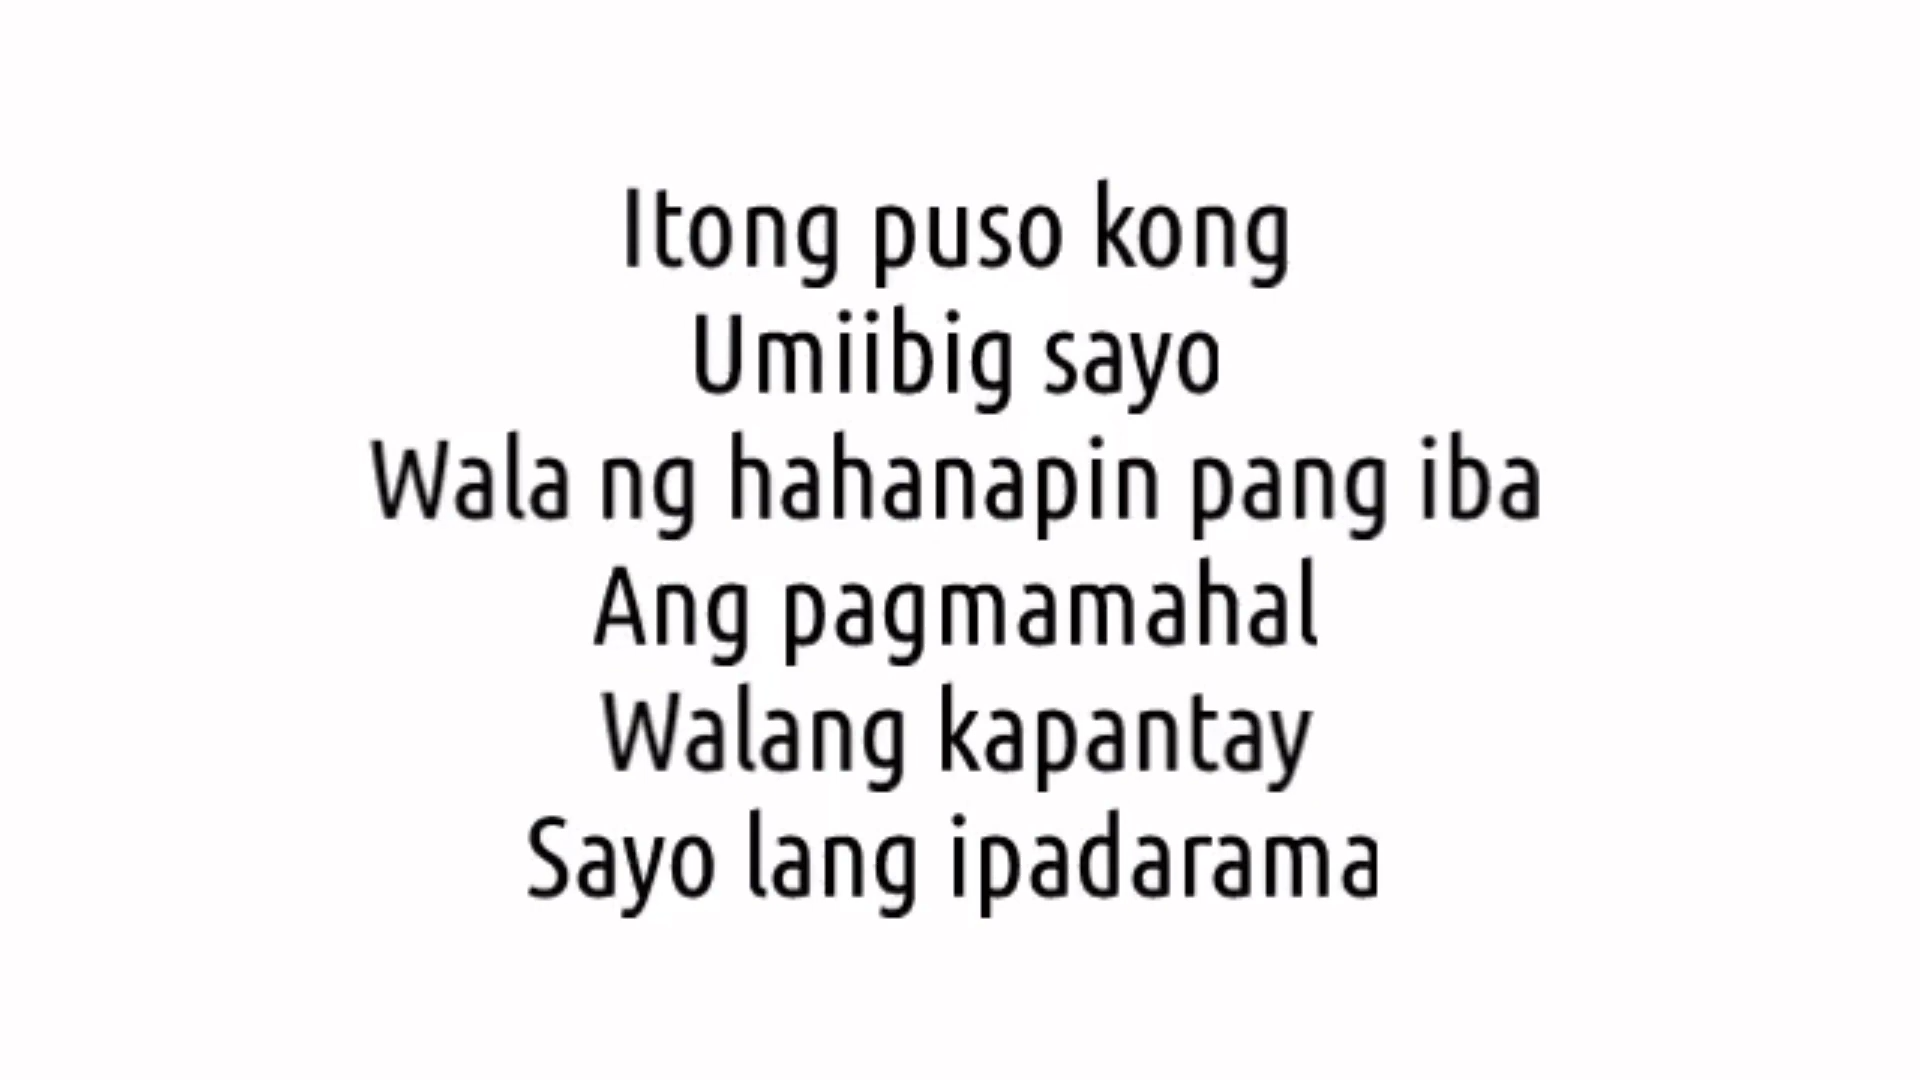 Itong puso kong
Umiibig sayo
Wala ng hahanapin pang iba
Ang pagmamahal
Walang kapantay
Sayo lang ipadarama